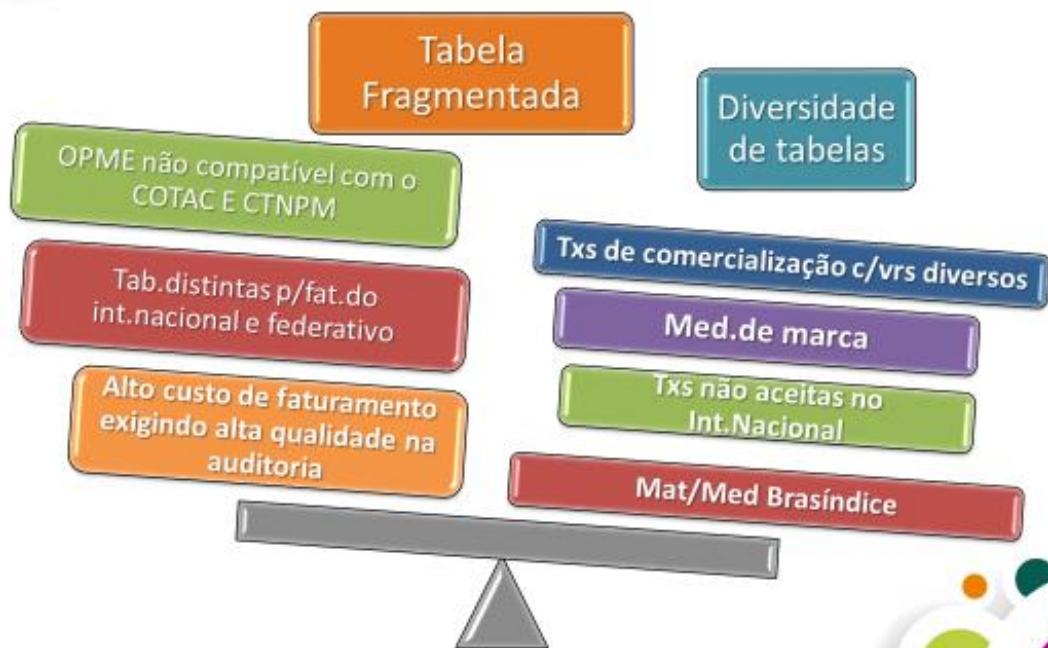 Tabela
Fragmentada
Diversidade
de tabelas
OPME não compatível com o
COTAC E CTNPM
Tab.distintas p/fat.do
int.nacional e federativo
Alto custo de faturamento
exigindo alta qualidade na
auditoria
Txs de comercialização c/vrs diversos
Med.de marca
Txs não aceitas no
Int.Nacional
Mat/Med Brasíndice